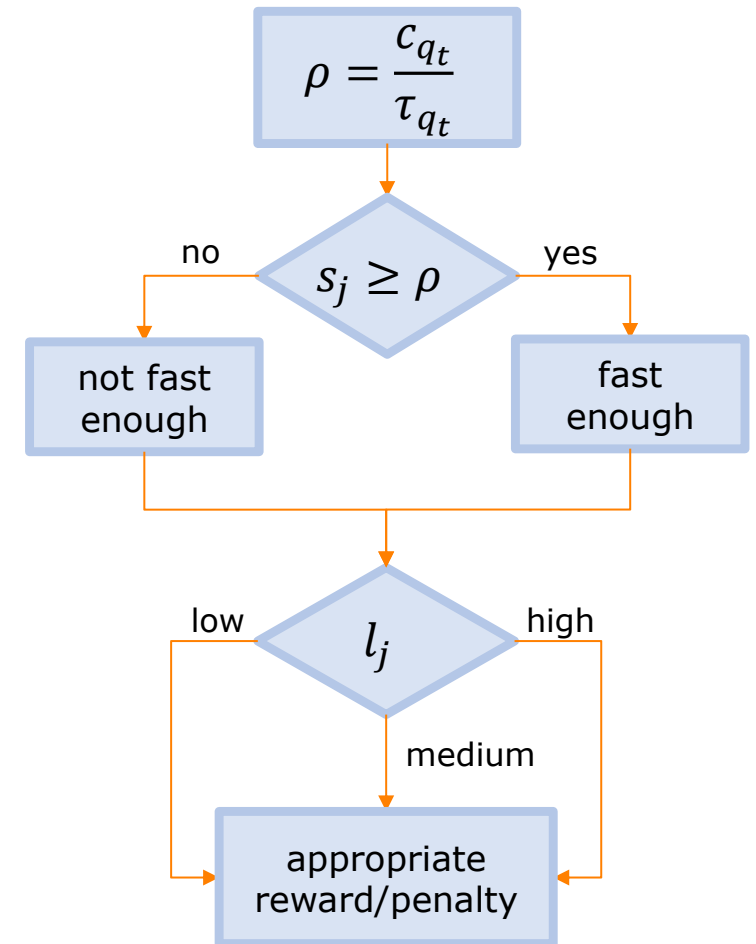 ρ = c_{q_t} / τ_{q_t}
no
yes
s_j ≥ ρ
not fast
enough
fast
enough
low
high
l_j
medium
appropriate
reward/penalty